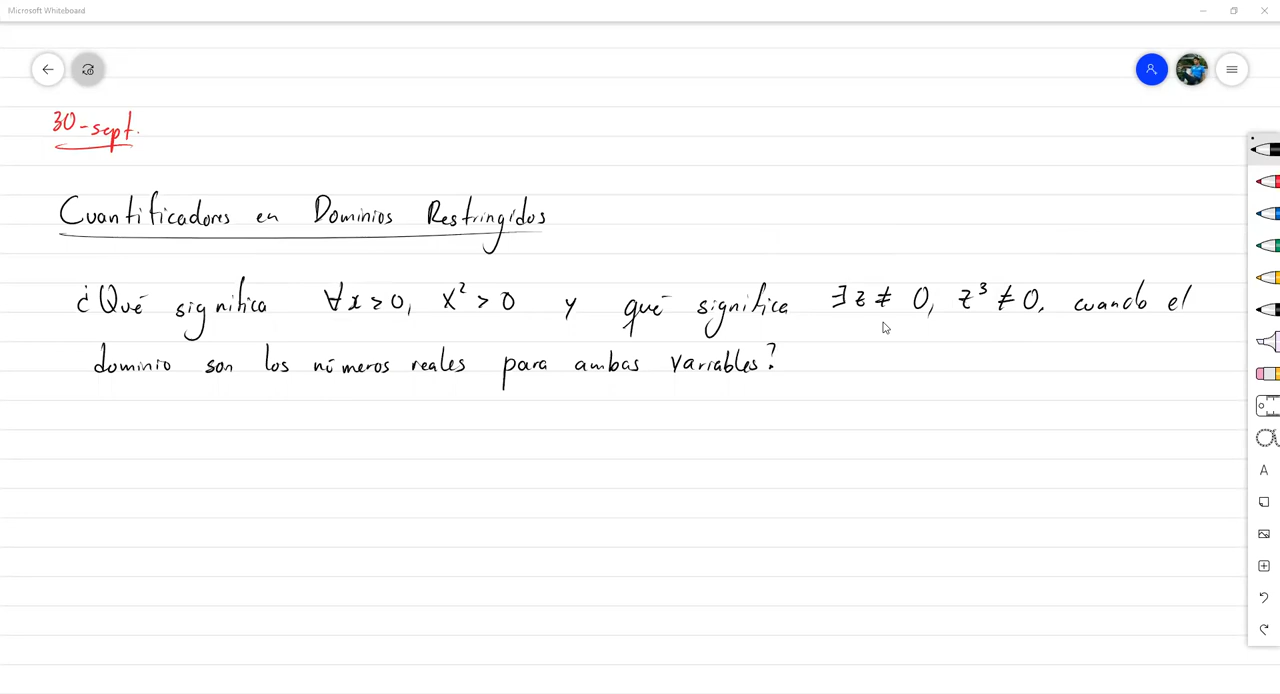 Microsoft Whiteboard
30-sept.
Cuantificadores en Dominios Restringidos
¿Qué significa ∀x>0, x² > 0 y qué significa ∃z ≠ 0, z³ ≠ 0. cuando el
dominio son los números reales para ambas variables?
A